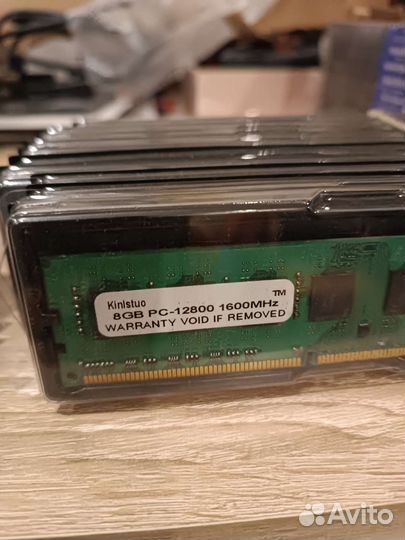 Kinlstuo
8GB PC-12800 1600MHz
TM
WARRANTY VOID IF REMOVED
Avito